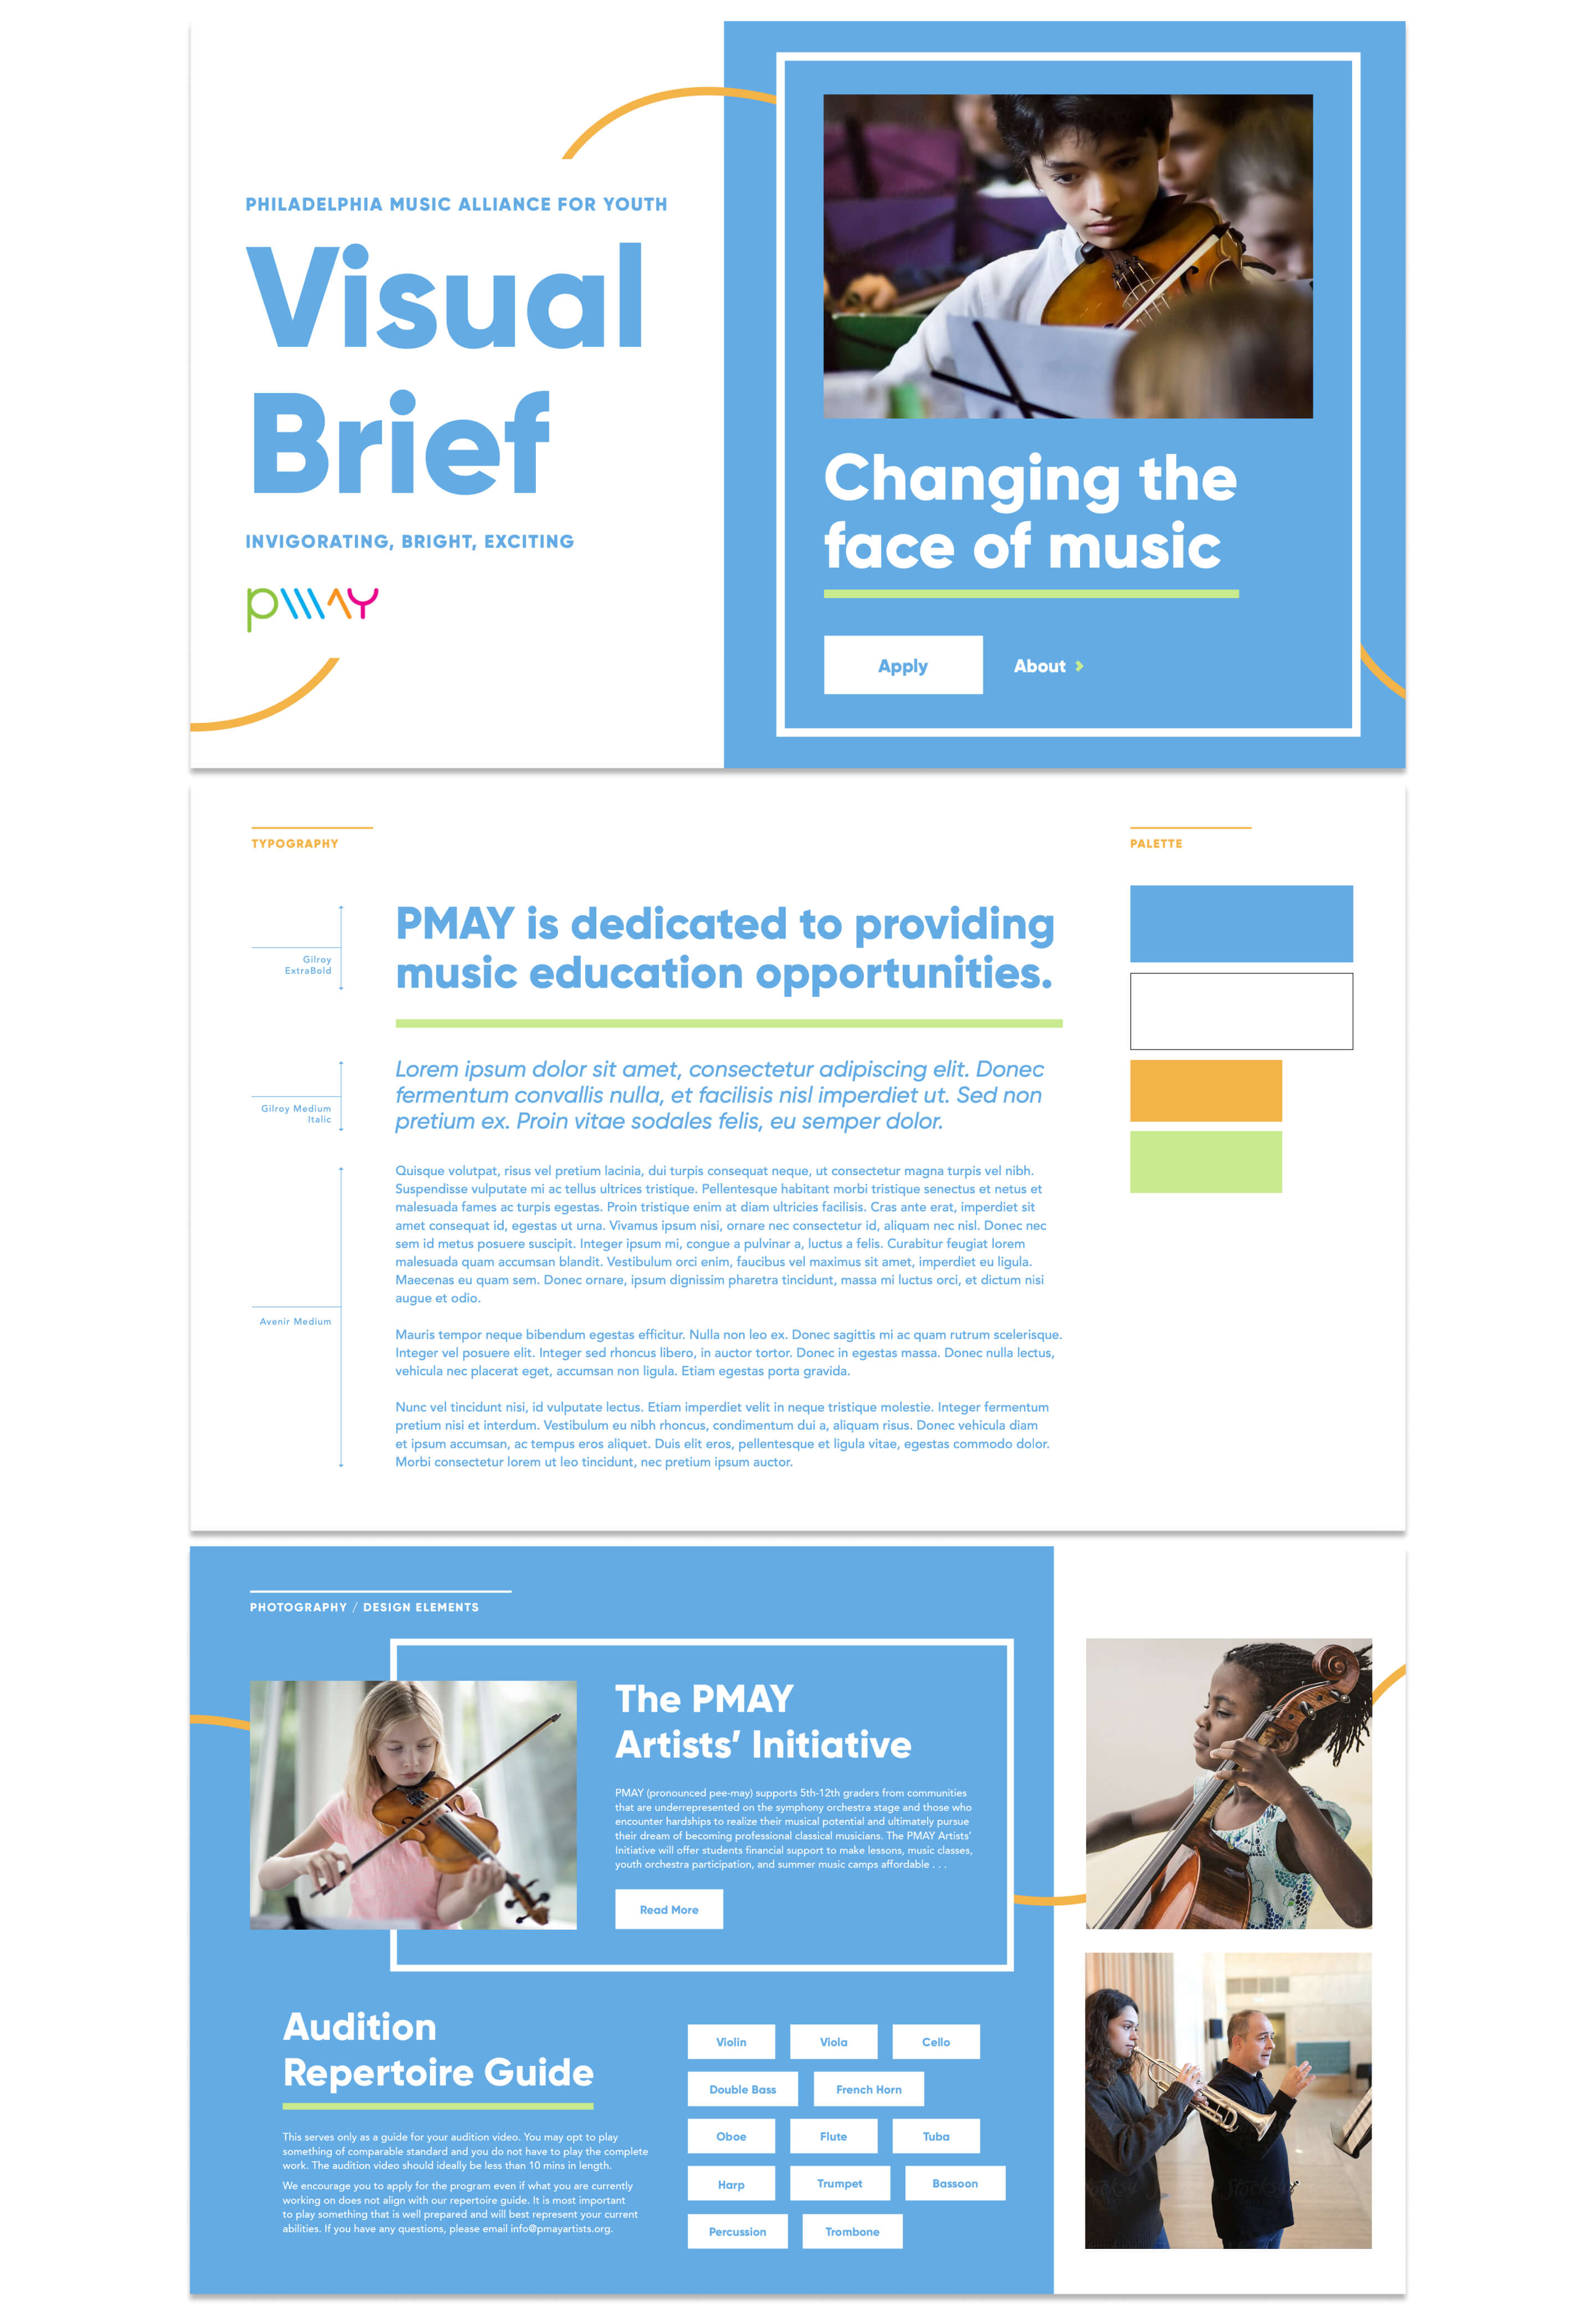 PHILADELPHIA MUSIC ALLIANCE FOR YOUTH
Visual
Brief
INVIGORATING, BRIGHT, EXCITING
pmay
Changing the
face of music
Apply
About
TYPOGRAPHY
Gilroy
ExtraBold
PMAY is dedicated to providing
music education opportunities.
Gilroy Medium
Italic
Lorem ipsum dolor sit amet, consectetur adipiscing elit. Donec
fermentum convallis nulla, et facilisis nisl imperdiet ut. Sed non
pretium ex. Proin vitae sodales felis, eu semper dolor.
Avenir Medium
Quisque volutpat, risus vel pretium lacinia, dui turpis consequat neque, ut consectetur magna turpis vel nibh.
Suspendisse vulputate mi ac tellus ultrices tristique. Pellentesque habitant morbi tristique senectus et netus et
malesuada fames ac turpis egestas. Proin tristique enim at diam ultricies facilisis. Cras ante erat, imperdiet sit
amet consequat id, egestas ut urna. Vivamus ipsum nisi, ornare nec consectetur id, aliquam nec nisl. Donec nec
sem id metus posuere suscipit. Integer ipsum mi, congue a pulvinar a, luctus a felis. Curabitur feugiat lorem
malesuada quam accumsan blandit. Vestibulum orci enim, faucibus vel maximus sit amet, imperdiet eu ligula.
Maecenas eu quam sem. Donec ornare, ipsum dignissim pharetra tincidunt, massa mi luctus orci, et dictum nisi
augue et odio.
Mauris tempor neque bibendum egestas efficitur. Nulla non leo ex. Donec sagittis mi ac quam rutrum scelerisque.
Integer vel posuere elit. Integer sed rhoncus libero, in auctor tortor. Donec in egestas massa. Donec nulla lectus,
vehicula nec placerat eget, accumsan non ligula. Etiam egestas porta gravida.
Nunc vel tincidunt nisi, id vulputate lectus. Etiam imperdiet velit in neque tristique molestie. Integer fermentum
pretium nisi et interdum. Vestibulum eu nibh rhoncus, condimentum dui a, aliquam risus. Donec vehicula diam
et ipsum accumsan, ac tempus eros aliquet. Duis elit eros, pellentesque et ligula vitae, egestas commodo dolor.
Morbi consectetur lorem ut leo tincidunt, nec pretium ipsum auctor.
PALETTE
PHOTOGRAPHY / DESIGN ELEMENTS
The PMAY
Artists’ Initiative
PMAY (pronounced pee-may) supports 5th-12th graders from communities
that are underrepresented on the symphony orchestra stage and those who
encounter hardships to realize their musical potential and ultimately pursue
their dream of becoming professional classical musicians. The PMAY Artists’
Initiative will offer students financial support to make lessons, music classes,
youth orchestra participation, and summer music camps affordable . . .
Read More
Audition
Repertoire Guide
This serves only as a guide for your audition video. You may opt to play
something of comparable standard and you do not have to play the complete
work. The audition video should ideally be less than 10 mins in length.
We encourage you to apply for the program even if what you are currently
working on does not align with our repertoire guide. It is most important
to play something that is well prepared and will best represent your current
abilities. If you have any questions, please email info@pmayartists.org.
Violin
Viola
Cello
Double Bass
French Horn
Oboe
Flute
Tuba
Harp
Trumpet
Bassoon
Percussion
Trombone